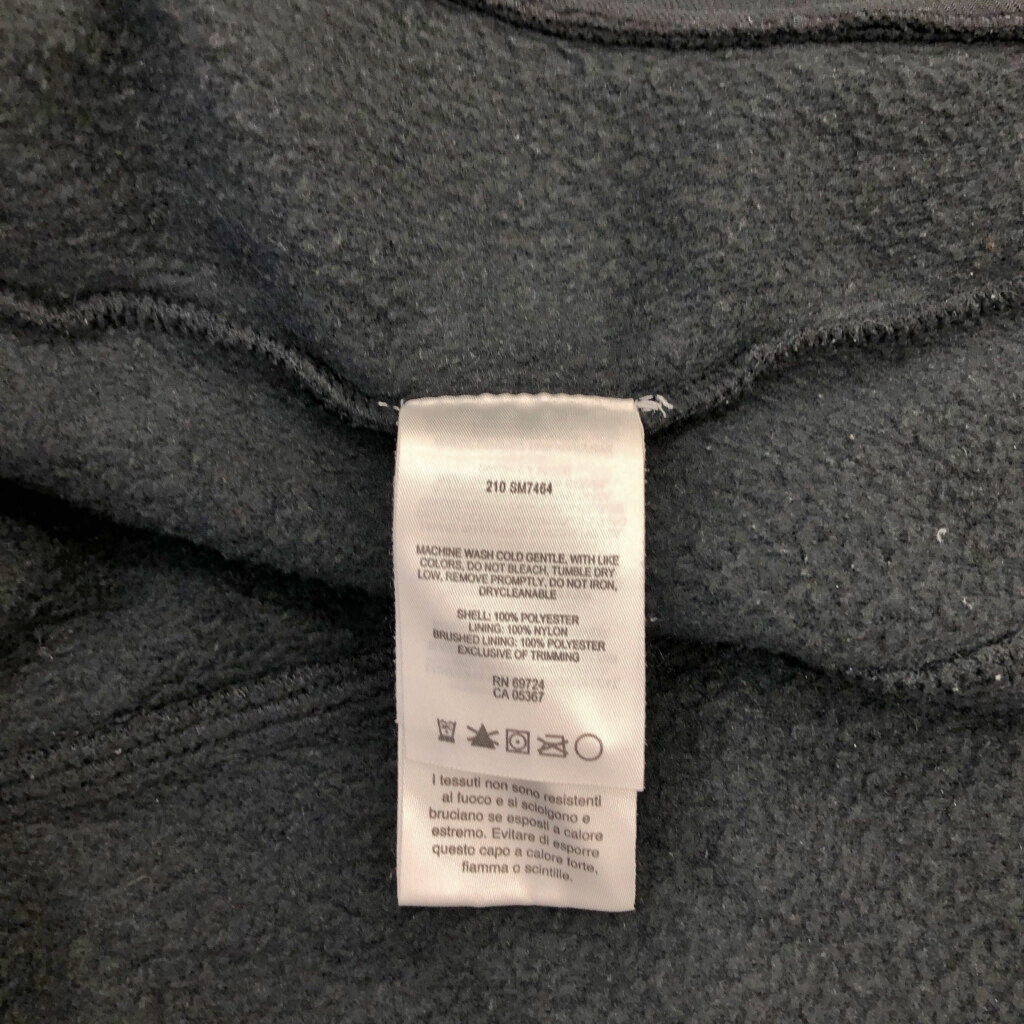 210 SM7464
MACHINE WASH COLD GENTLE, WITH LIKE
COLORS, DO NOT BLEACH, TUMBLE DRY
LOW, REMOVE PROMPTLY, DO NOT IRON,
DRYCLEANABLE
SHELL: 100% POLYESTER
LINING: 100% NYLON
BRUSHED LINING: 100% POLYESTER
EXCLUSIVE OF TRIMMING
RN 69724
CA 05367
I tessuti non sono resistenti
al fuoco e si sciolgono e
bruciano se esposti a calore
estremo. Evitare di esporre
questo capo a calore forte,
fiamma o scintille.